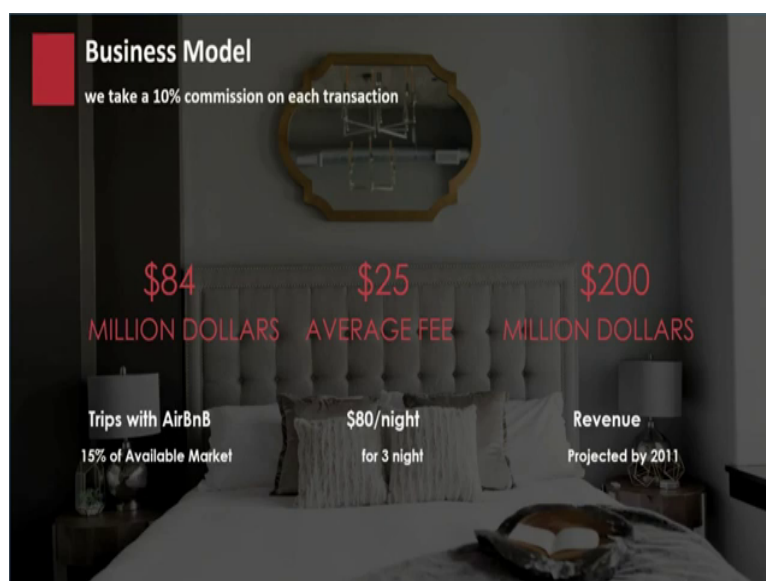 Business Model
we take a 10% commission on each transaction
$84 $25 $200
MILLION DOLLARS AVERAGE FEE MILLION DOLLARS
Trips with AirBnB $80/night Revenue
15% of Available Market for 3 night Projected by 2011